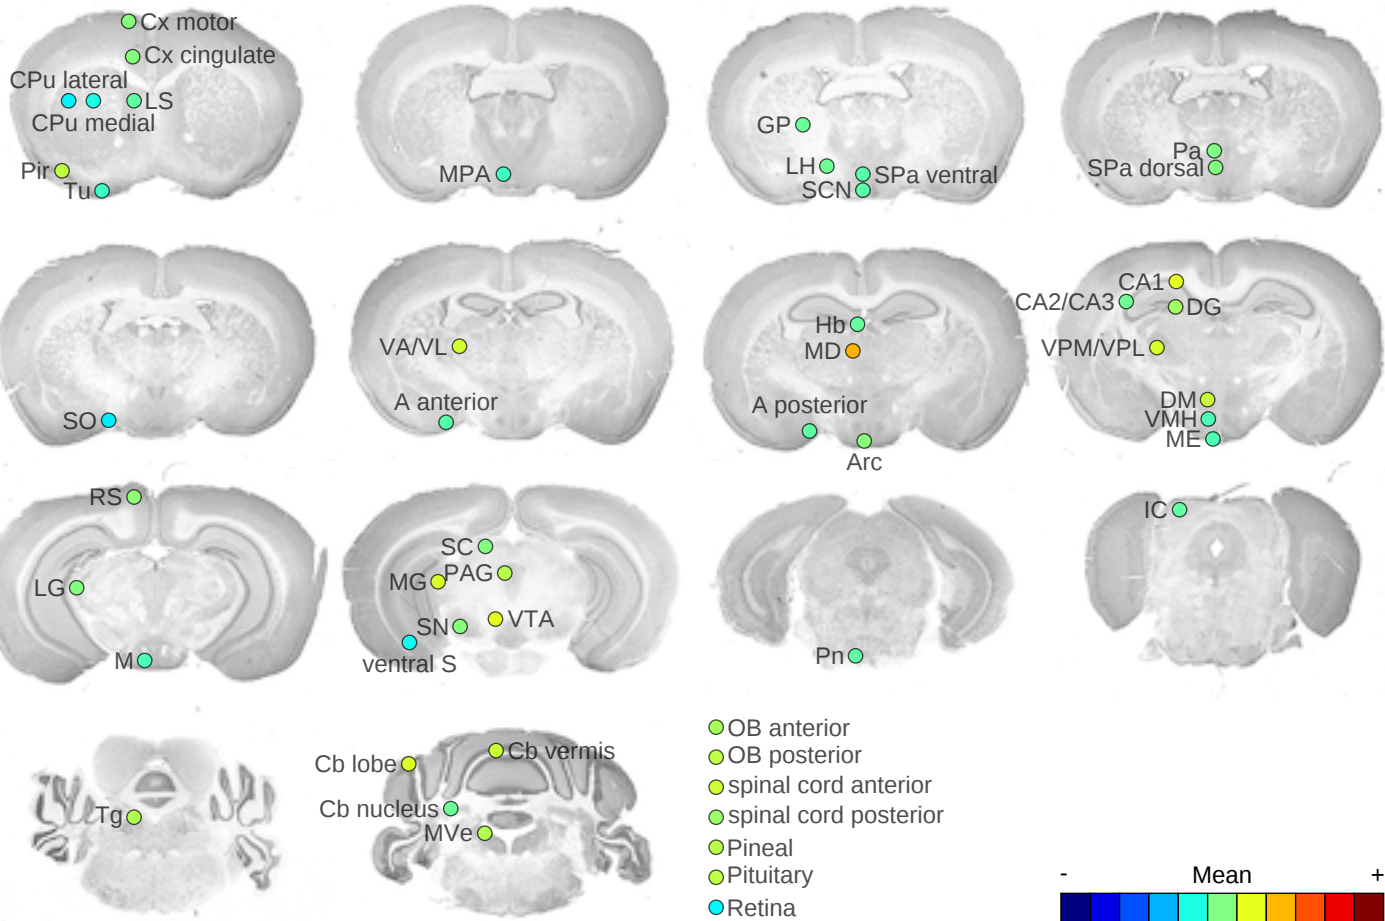 Cx motor
Cx cingulate
CPu lateral
LS
CPu medial
Pir
Tu
MPA
GP
LH
SPa ventral
SCN
Pa
SPa dorsal
SO
VA/VL
A anterior
Hb
MD
A posterior
Arc
CA1
CA2/CA3
DG
VPM/VPL
DM
VMH
ME
RS
LG
M
SC
PAG
MG
VTA
SN
ventral S
Pn
IC
Tg
Cb vermis
Cb lobe
Cb nucleus
MVe
OB anterior
OB posterior
spinal cord anterior
spinal cord posterior
Pineal
Pituitary
Retina
- Mean +